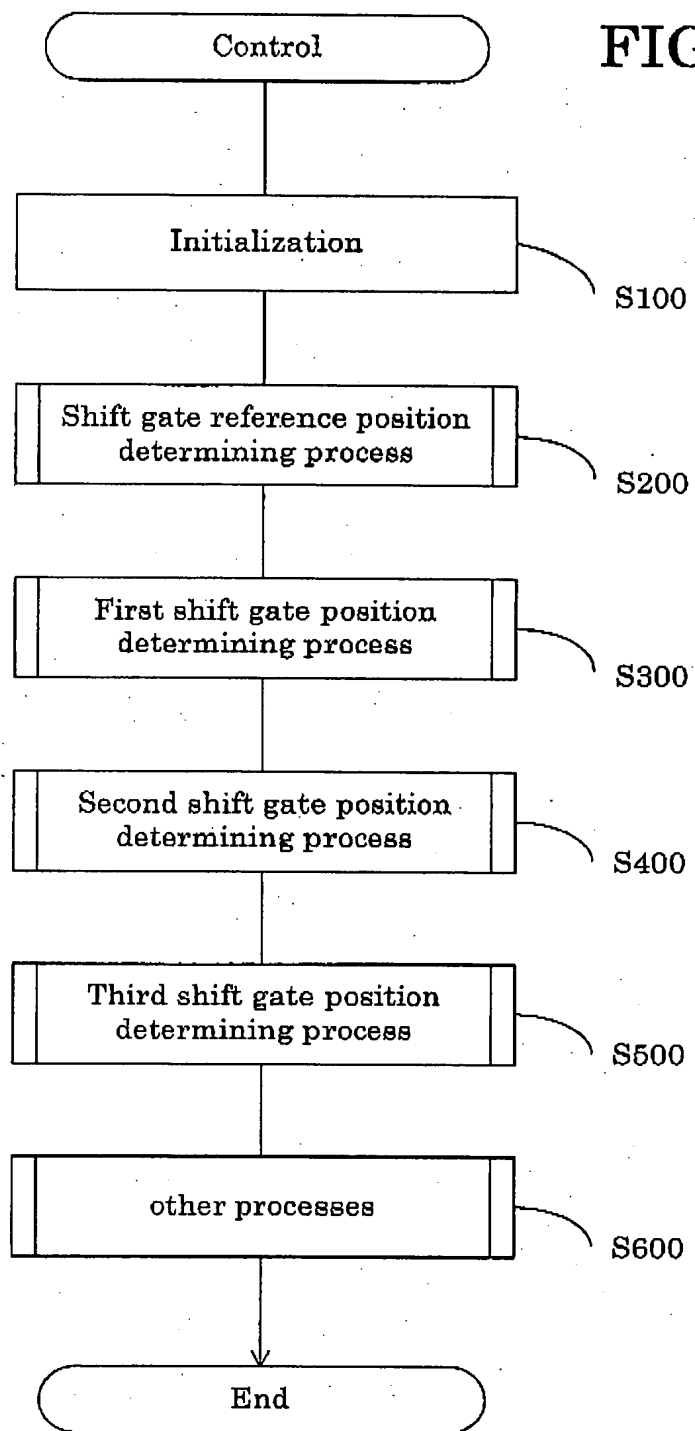 Control
FIG
Initialization
S100
Shift gate reference position
determining process
S200
First shift gate position
determining process
S300
Second shift gate position
determining process
S400
Third shift gate position
determining process
S500
other processes
S600
End